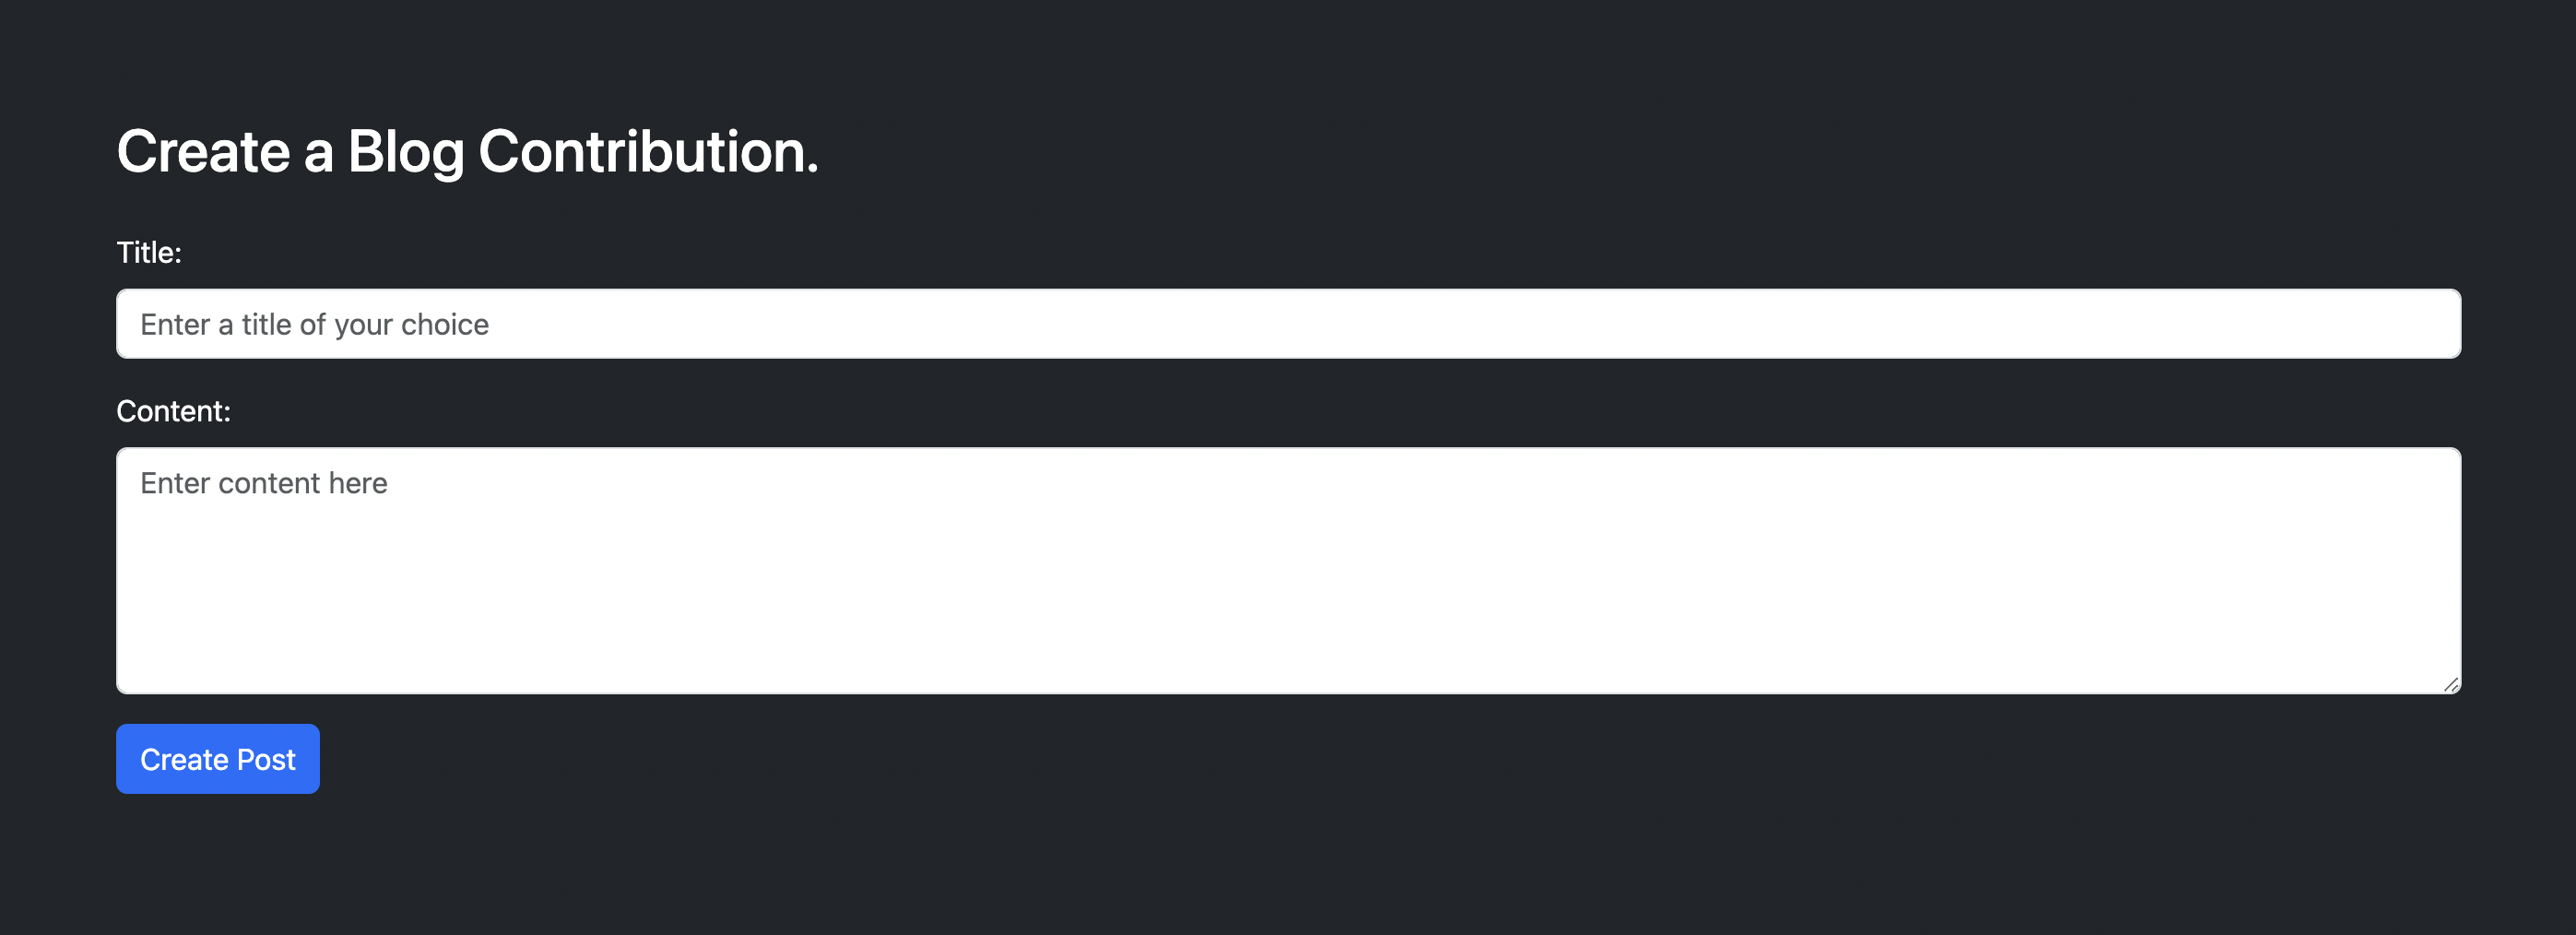 Create a Blog Contribution.
Title:
Enter a title of your choice
Content:
Enter content here
Create Post